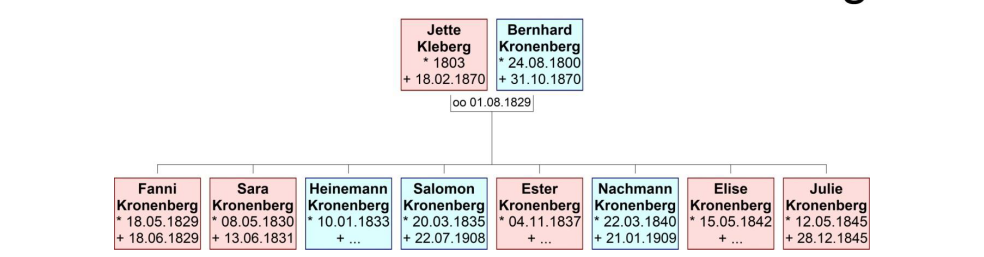 Jette
Kleberg
* 1803
+ 18.02.1870
Bernhard
Kronenberg
* 24.08.1800
+ 31.10.1870
oo 01.08.1829
Fanni
Kronenberg
* 18.05.1829
+ 18.06.1829
Sara
Kronenberg
* 08.05.1830
+ 13.06.1831
Heinemann
Kronenberg
* 10.01.1833
+ ...
Salomon
Kronenberg
* 20.03.1835
+ 22.07.1908
Ester
Kronenberg
* 04.11.1837
+ ...
Nachmann
Kronenberg
* 22.03.1840
+ 21.01.1909
Elise
Kronenberg
* 15.05.1842
+ ...
Julie
Kronenberg
* 12.05.1845
+ 28.12.1845